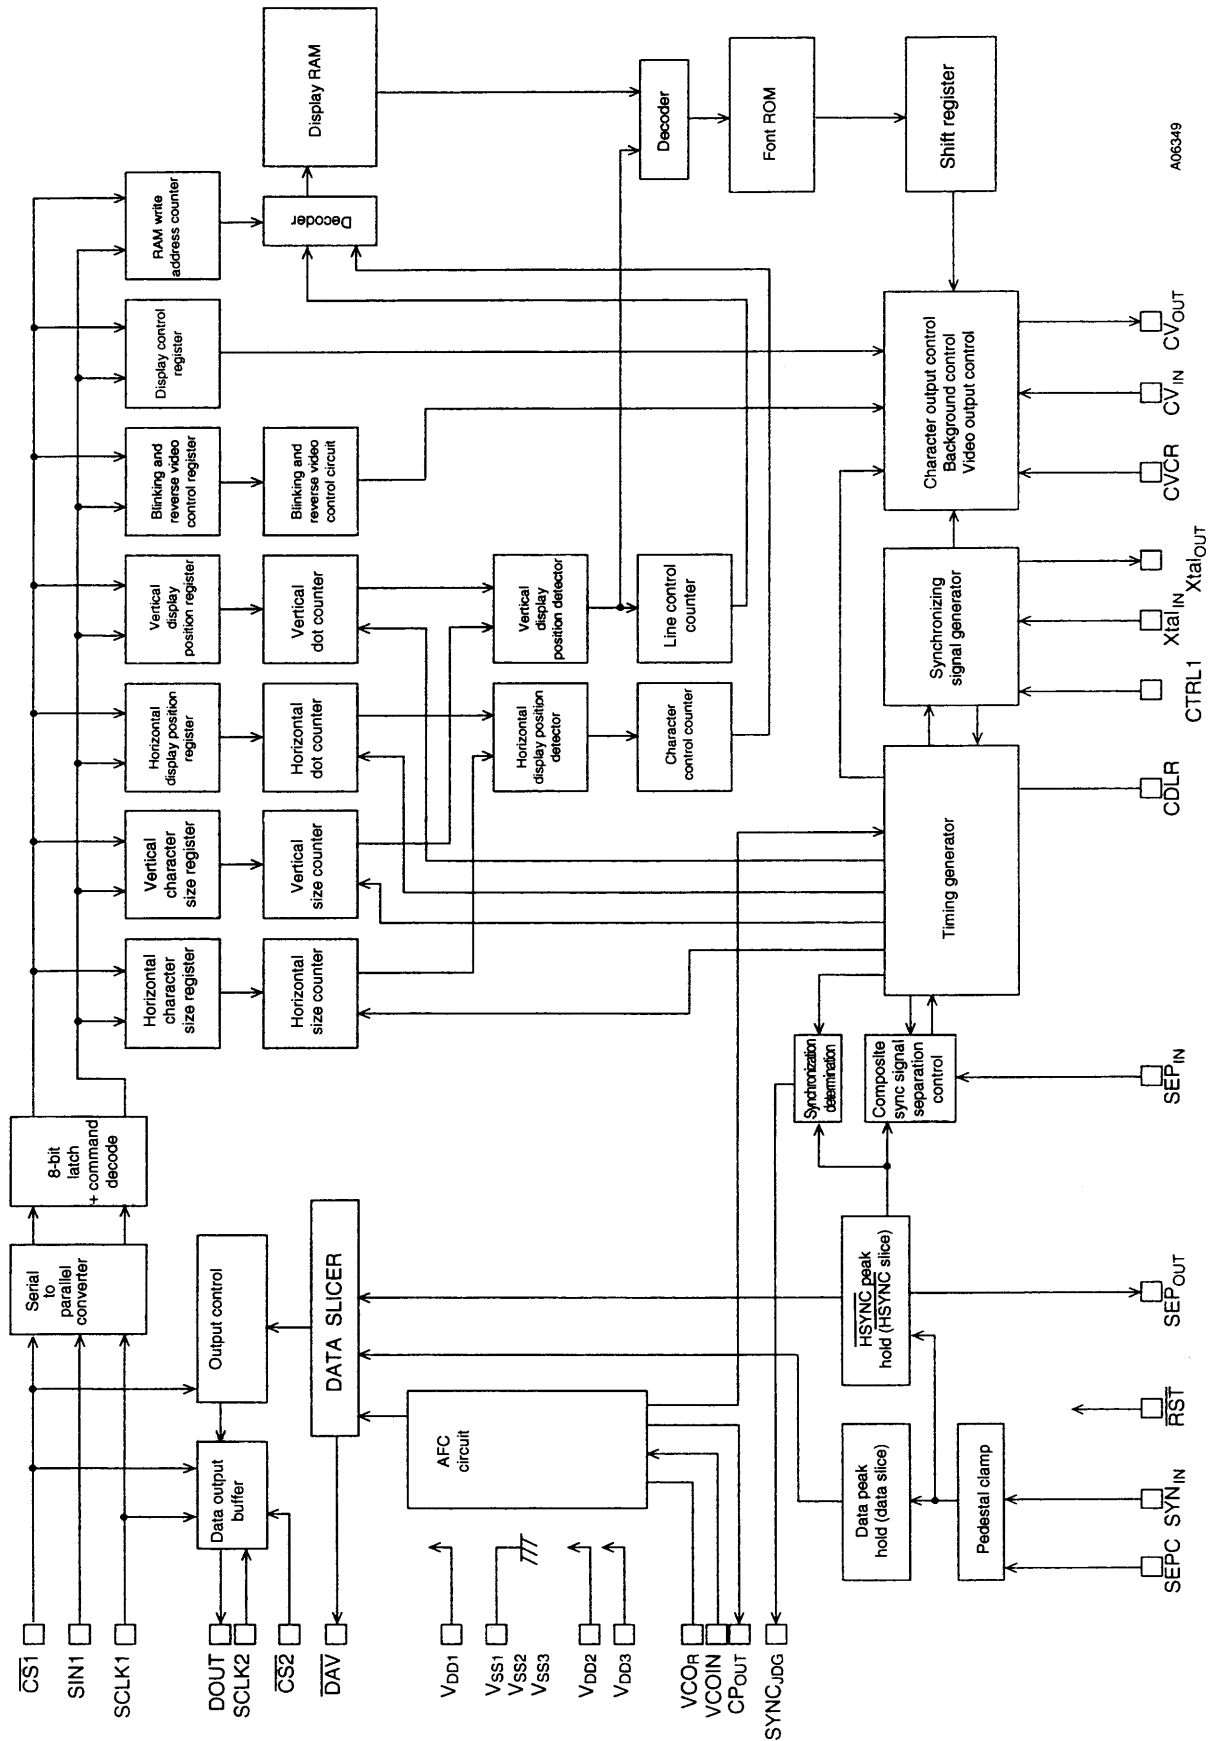 Display RAM
Decoder
Font ROM
Shift register
A06349
RAM write
address counter
Decoder
Display control
register
Blinking and
reverse video
control register
Blinking and
reverse video
control circuit
Character output control
Background control
Video output control
CVOUT
CVIN
CVCR
Vertical
display
position register
Vertical
dot counter
Vertical
display
position detector
Line control
counter
Synchronizing
signal generator
XtalOUT
XtalIN
CTRL1
Horizontal
display position
register
Horizontal
dot counter
Horizontal
display position
detector
Character
control counter
CDLR
Vertical
character
size register
Vertical
size counter
Timing generator
Horizontal
character
size register
Horizontal
size counter
Synchronization
determination
Composite
sync signal
separation
control
SEPIN
8-bit
latch
+ command
decode
Serial
to
parallel
converter
Output control
DATA SLICER
HSYNC peak
hold (HSYNC slice)
SEPOUT
Data output
buffer
AFC
circuit
Data peak
hold (data slice)
Pedestal clamp
RST
SYNIN
SEPC
CS1
SIN1
SCLK1
DOUT
SCLK2
CS2
DAV
VDD1
VSS1
VSS2
VSS3
VDD2
VDD3
VCOR
VCOIN
CPOUT
SYNCJDG